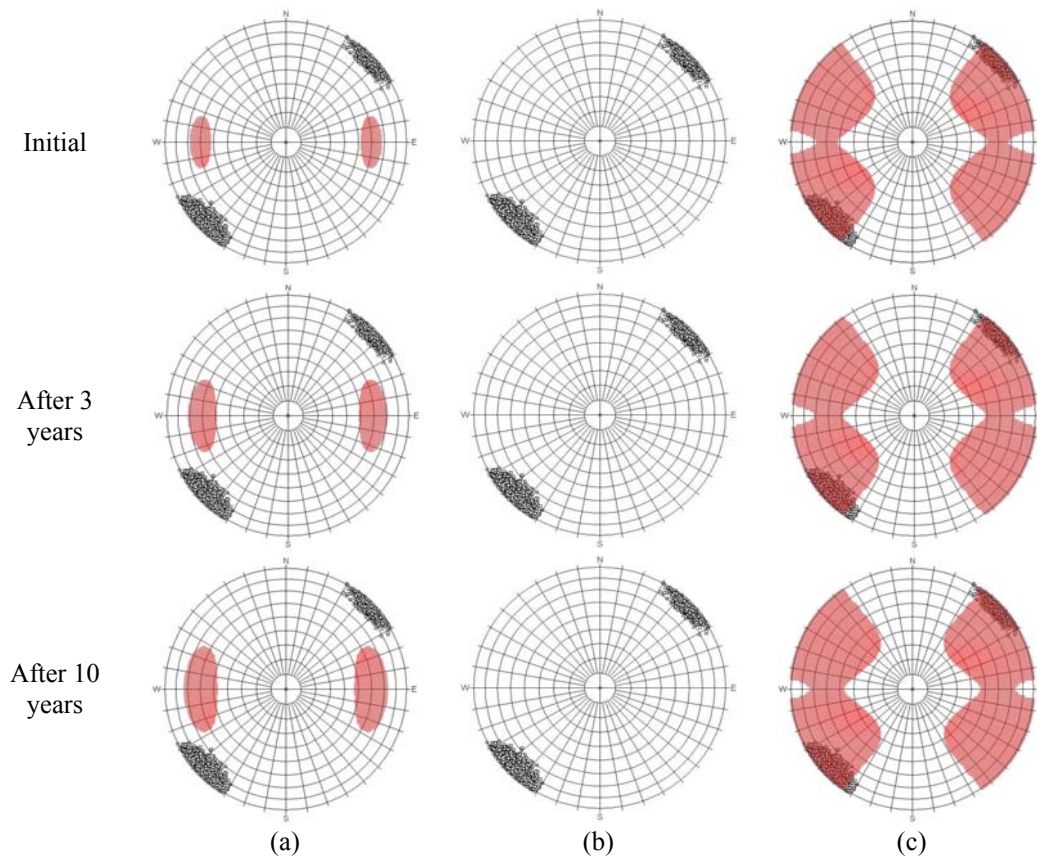 N N N
Initial W E W E W E
S S S
N N N
After 3
years W E W E W E
S S S
N N N
After 10
years W E W E W E
S S S
(a) (b) (c)